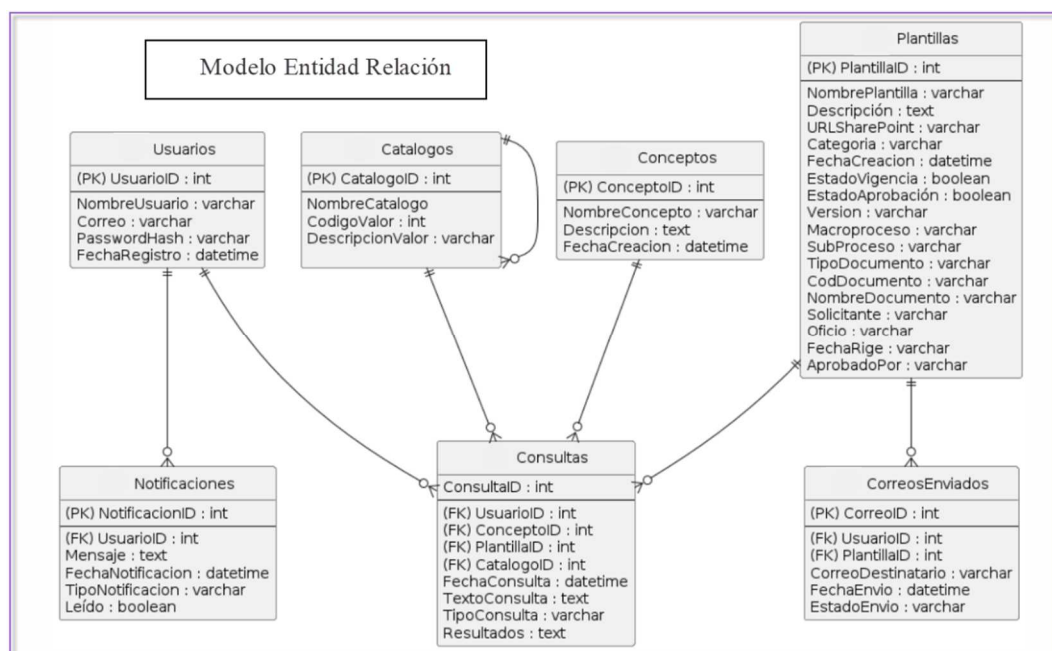 Modelo Entidad Relación
Usuarios
(PK) UsuarioID : int
NombreUsuario : varchar
Correo : varchar
PasswordHash : varchar
FechaRegistro : datetime
Catalogos
(PK) CatalogoID : int
NombreCatalogo
CodigoValor : int
DescripcionValor : varchar
Conceptos
(PK) ConceptoID : int
NombreConcepto : varchar
Descripcion : text
FechaCreacion : datetime
Plantillas
(PK) PlantillaID : int
NombrePlantilla : varchar
Descripción : text
URLSharePoint : varchar
Categoria : varchar
FechaCreacion : datetime
EstadoVigencia : boolean
EstadoAprobación : boolean
Version : varchar
Macroproceso : varchar
SubProceso : varchar
TipoDocumento : varchar
CodDocumento : varchar
NombreDocumento : varchar
Solicitante : varchar
Oficio : varchar
FechaRige : varchar
AprobadoPor : varchar
Notificaciones
(PK) NotificacionID : int
(FK) UsuarioID : int
Mensaje : text
FechaNotificacion : datetime
TipoNotificacion : varchar
Leído : boolean
Consultas
ConsultaID : int
(FK) UsuarioID : int
(FK) ConceptoID : int
(FK) PlantillaID : int
(FK) CatalogoID : int
FechaConsulta : datetime
TextoConsulta : text
TipoConsulta : varchar
Resultados : text
CorreosEnviados
(PK) CorreoID : int
(FK) UsuarioID : int
(FK) PlantillaID : int
CorreoDestinatario : varchar
FechaEnvio : datetime
EstadoEnvio : varchar